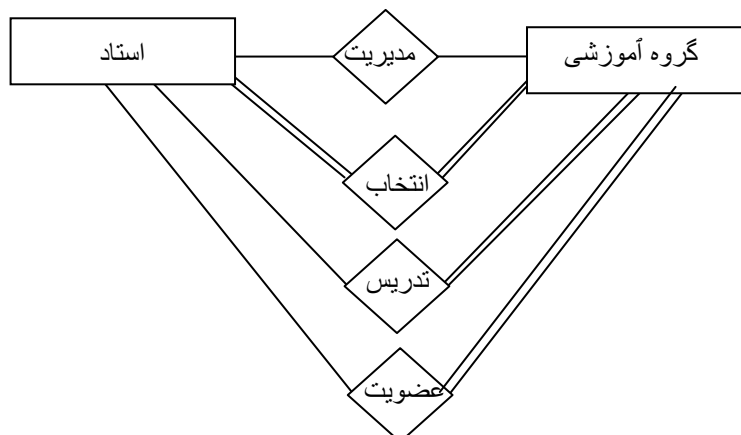 گروه آموزشی
مدیریت
استاد
انتخاب
تدریس
عضویت